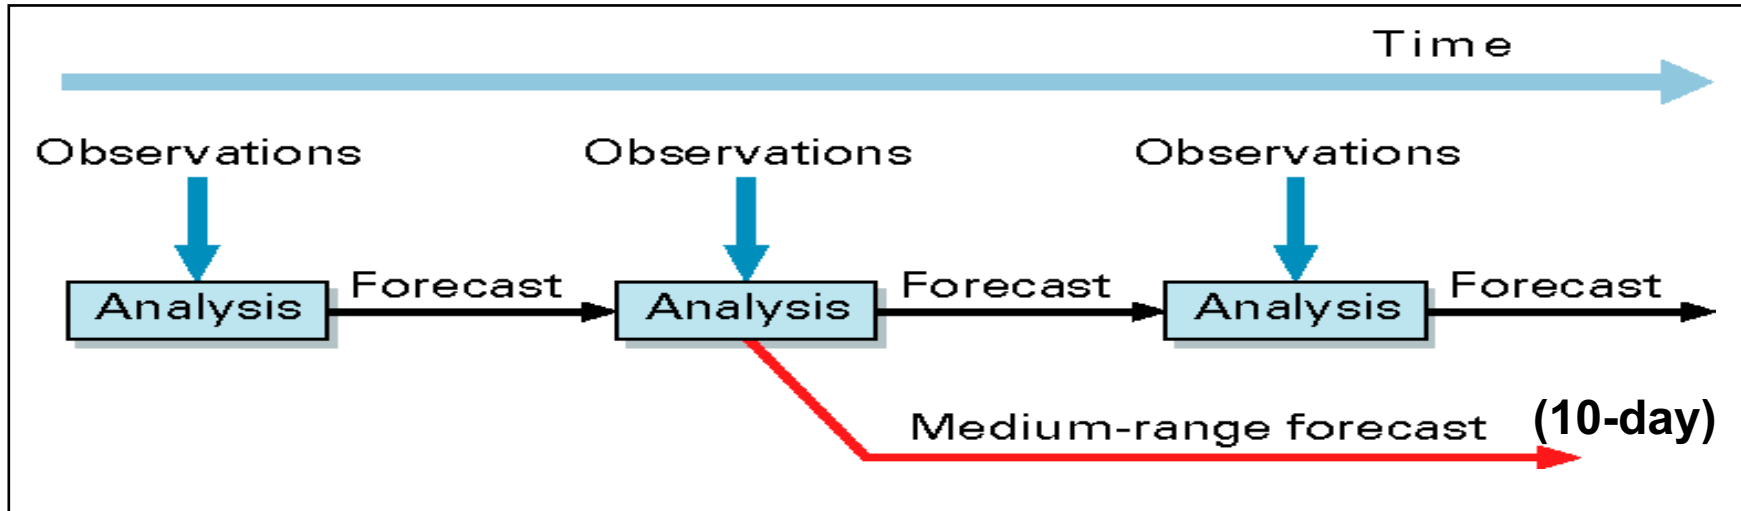 Time
Observations Observations Observations
Forecast Forecast Forecast
Analysis Analysis Analysis
Medium-range forecast (10-day)